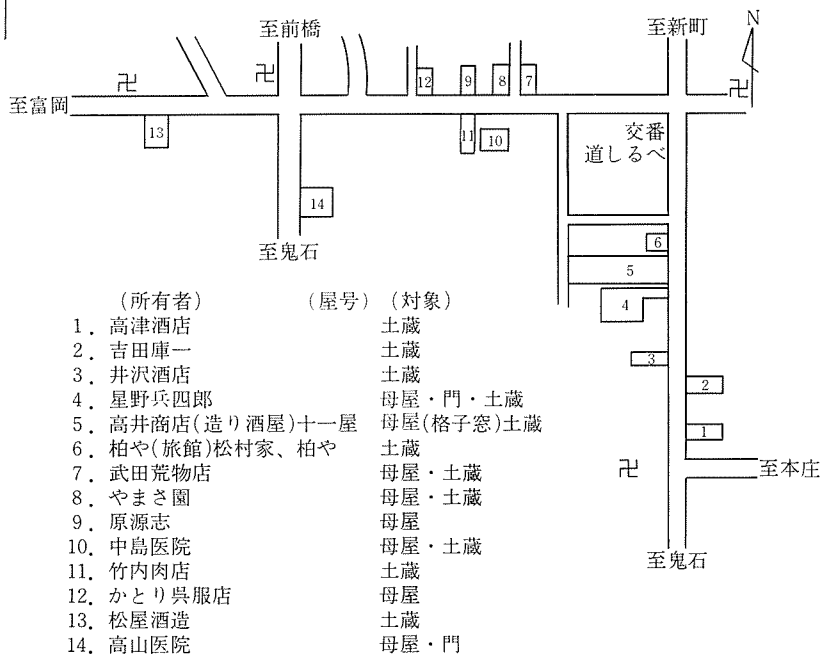 至前橋
至新町
N
卍
卍
卍
12
9
8
7
至富岡
13
11
10
交番
道しるべ
14
6
至鬼石
5
4
3
2
1
卍
至本庄
至鬼石
(所有者) (屋号) (対象)
1. 高津酒店 土蔵
2. 吉田庫一 土蔵
3. 井沢酒店 土蔵
4. 星野兵四郎 母屋・門・土蔵
5. 高井商店(造り酒屋)十一屋 母屋(格子窓)土蔵
6. 柏や(旅館)松村家、柏や 土蔵
7. 武田荒物店 母屋・土蔵
8. やまさ園 母屋・土蔵
9. 原源志 母屋
10. 中島医院 母屋・土蔵
11. 竹内肉店 土蔵
12. かとり呉服店 母屋
13. 松屋酒造 土蔵
14. 高山医院 母屋・門